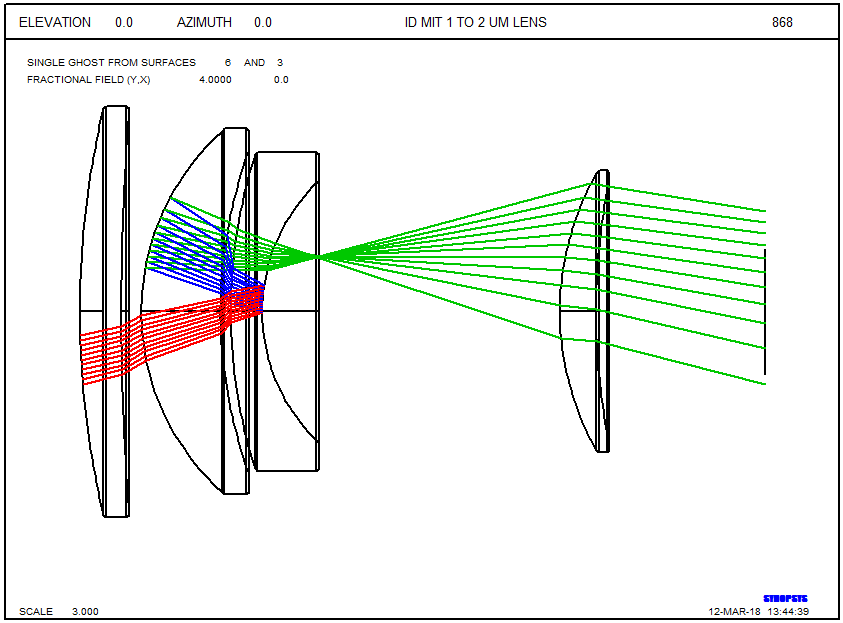 ELEVATION 0.0 AZIMUTH 0.0 ID MIT 1 TO 2 UM LENS 868
SINGLE GHOST FROM SURFACES 6 AND 3
FRACTIONAL FIELD (Y,X) 4.0000 0.0
SYNOPSYS
SCALE 3.000 12-MAR-18 13:44:39